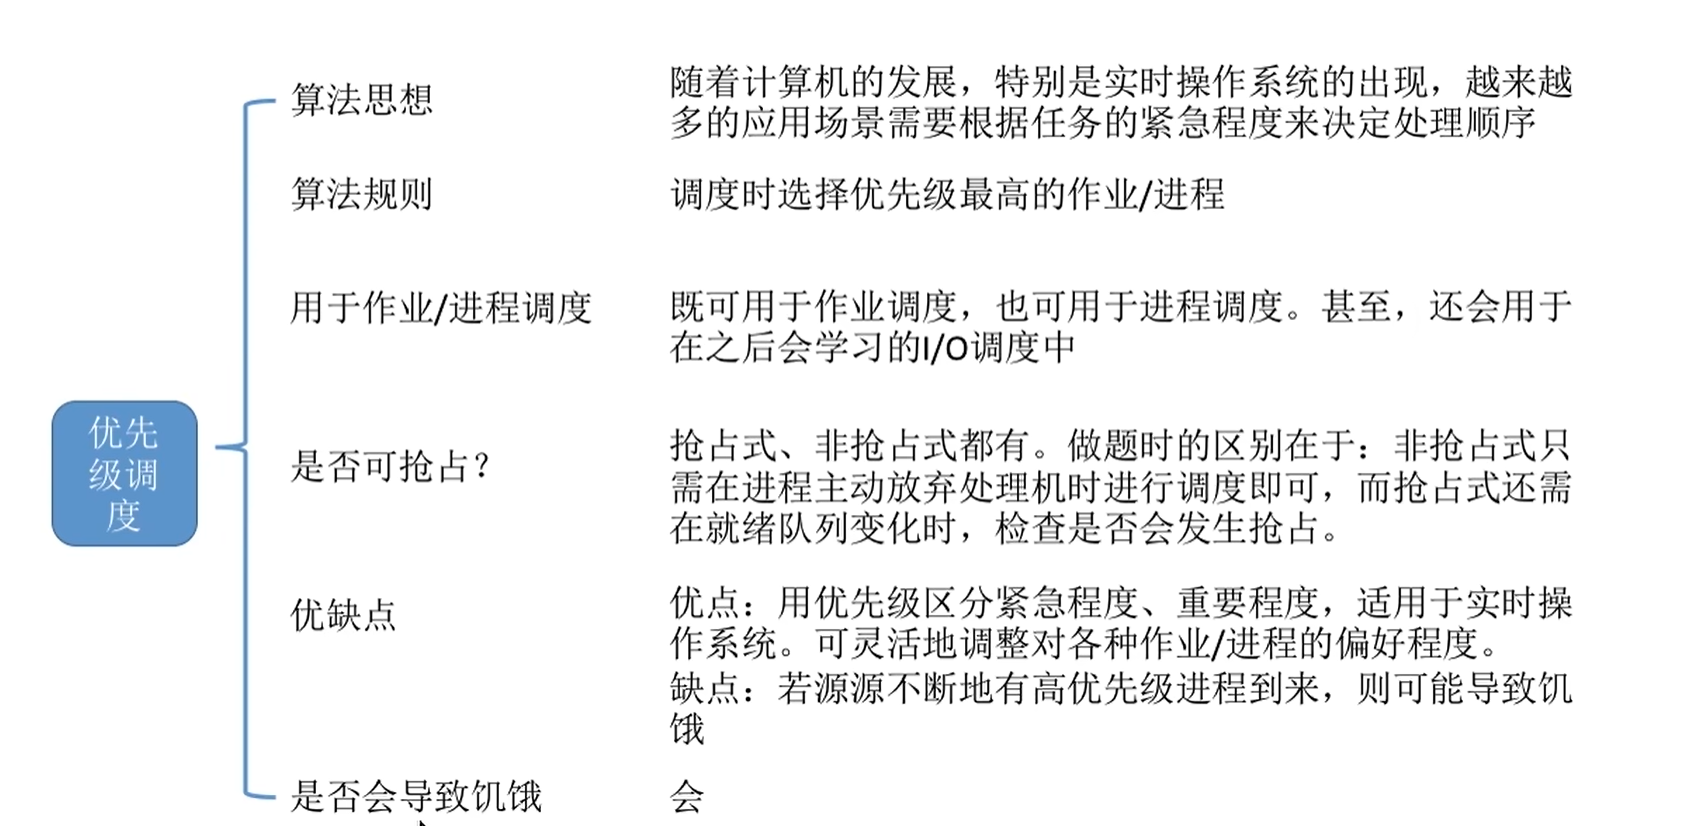 优先
级调
度
算法思想
随着计算机的发展，特别是实时操作系统的出现，越来越
多的应用场景需要根据任务的紧急程度来决定处理顺序
算法规则
调度时选择优先级最高的作业/进程
用于作业/进程调度
既可用于作业调度，也可用于进程调度。甚至，还会用于
在之后会学习的I/O调度中
是否可抢占？
抢占式、非抢占式都有。做题时的区别在于：非抢占式只
需在进程主动放弃处理机时进行调度即可，而抢占式还需
在就绪队列变化时，检查是否会发生抢占。
优缺点
优点：用优先级区分紧急程度、重要程度，适用于实时操
作系统。可灵活地调整对各种作业/进程的偏好程度。
缺点：若源源不断地有高优先级进程到来，则可能导致饥
饿
是否会导致饥饿
会